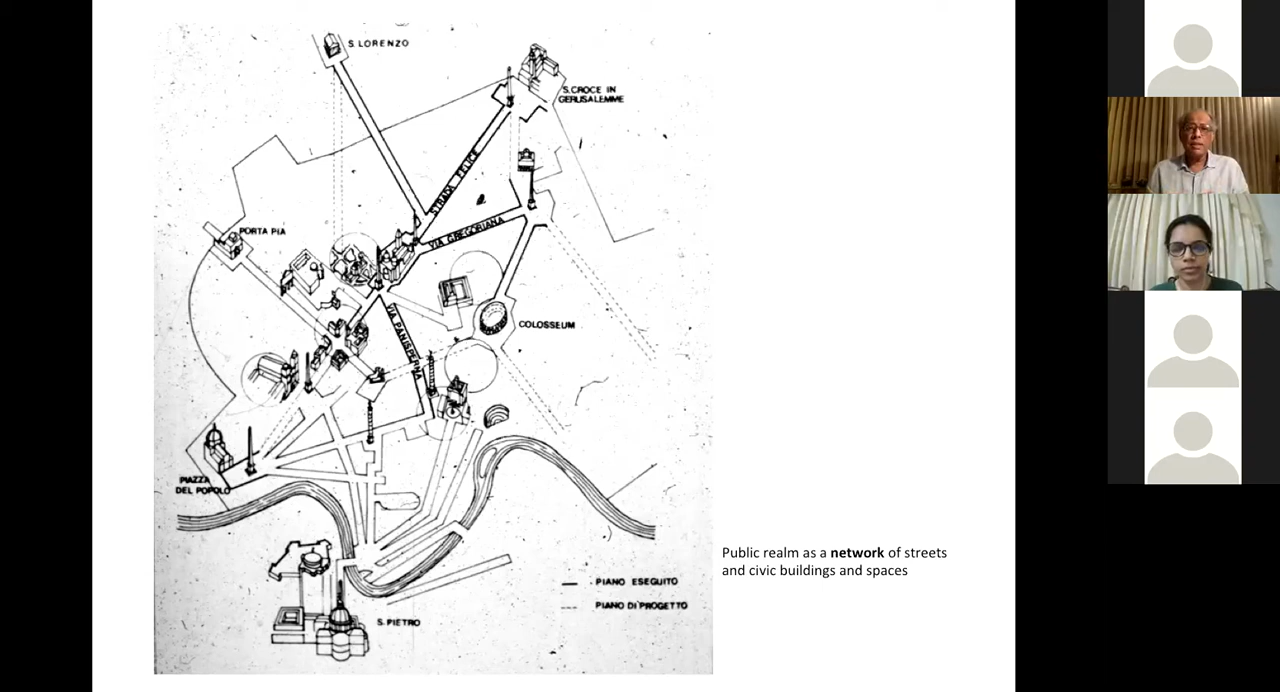 S. LORENZO
S. CROCE IN
GERUSALEMME
STRADA FELICE
PORTA PIA
VIA GREGORIANA
VIA PANISPERNA
COLOSSEUM
PIAZZA
DEL POPOLO
Public realm as a network of streets
and civic buildings and spaces
PIANO ESEGUITO
PIANO DI PROGETTO
S. PIETRO